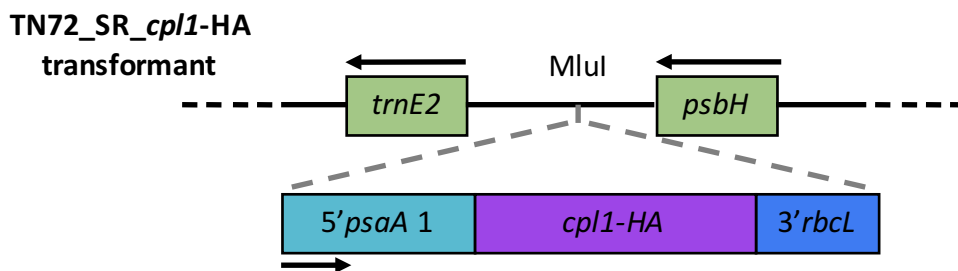 TN72_SR_cpl1-HA
transformant
MluI
trnE2
psbH
5’psaA 1
cpl1-HA
3’rbcL